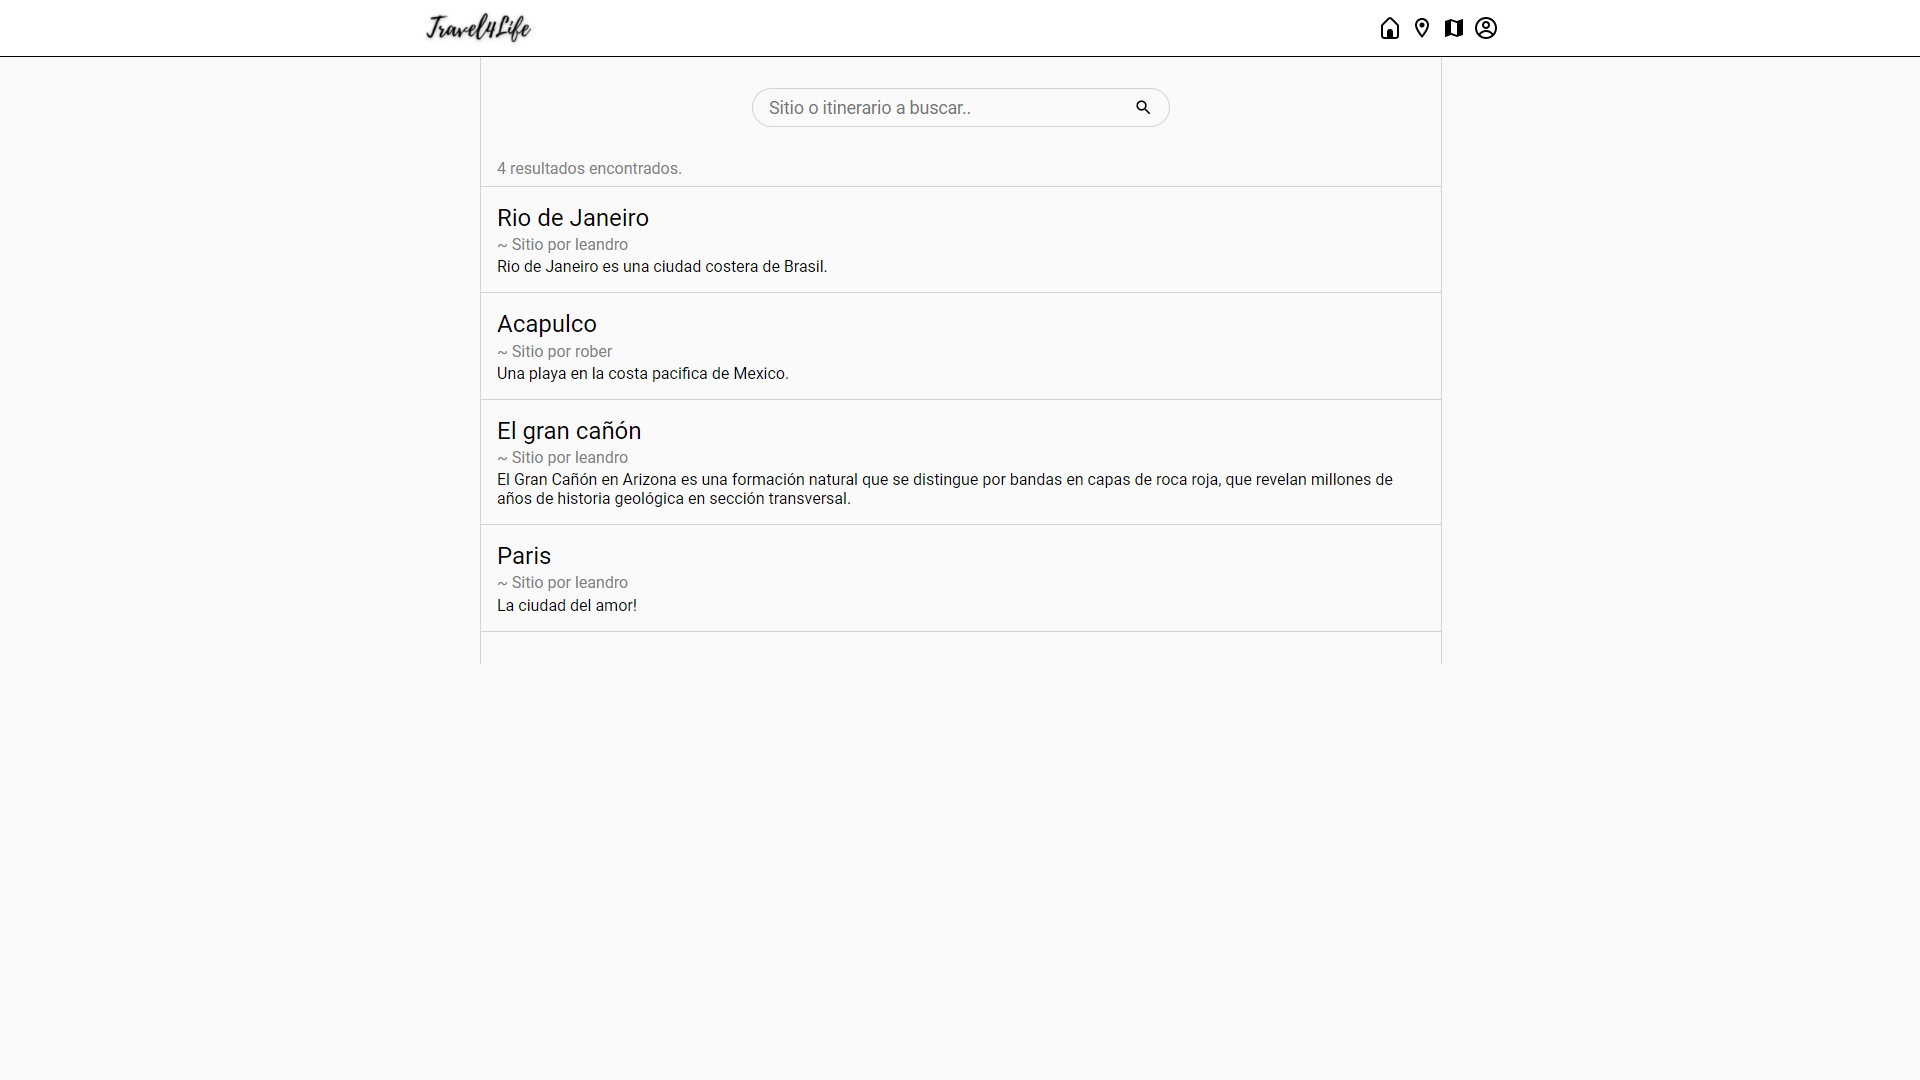 Travel4Life
Sitio o itinerario a buscar..
4 resultados encontrados.
Rio de Janeiro
~ Sitio por leandro
Rio de Janeiro es una ciudad costera de Brasil.
Acapulco
~ Sitio por rober
Una playa en la costa pacifica de Mexico.
El gran cañón
~ Sitio por leandro
El Gran Cañón en Arizona es una formación natural que se distingue por bandas en capas de roca roja, que revelan millones de
años de historia geológica en sección transversal.
Paris
~ Sitio por leandro
La ciudad del amor!